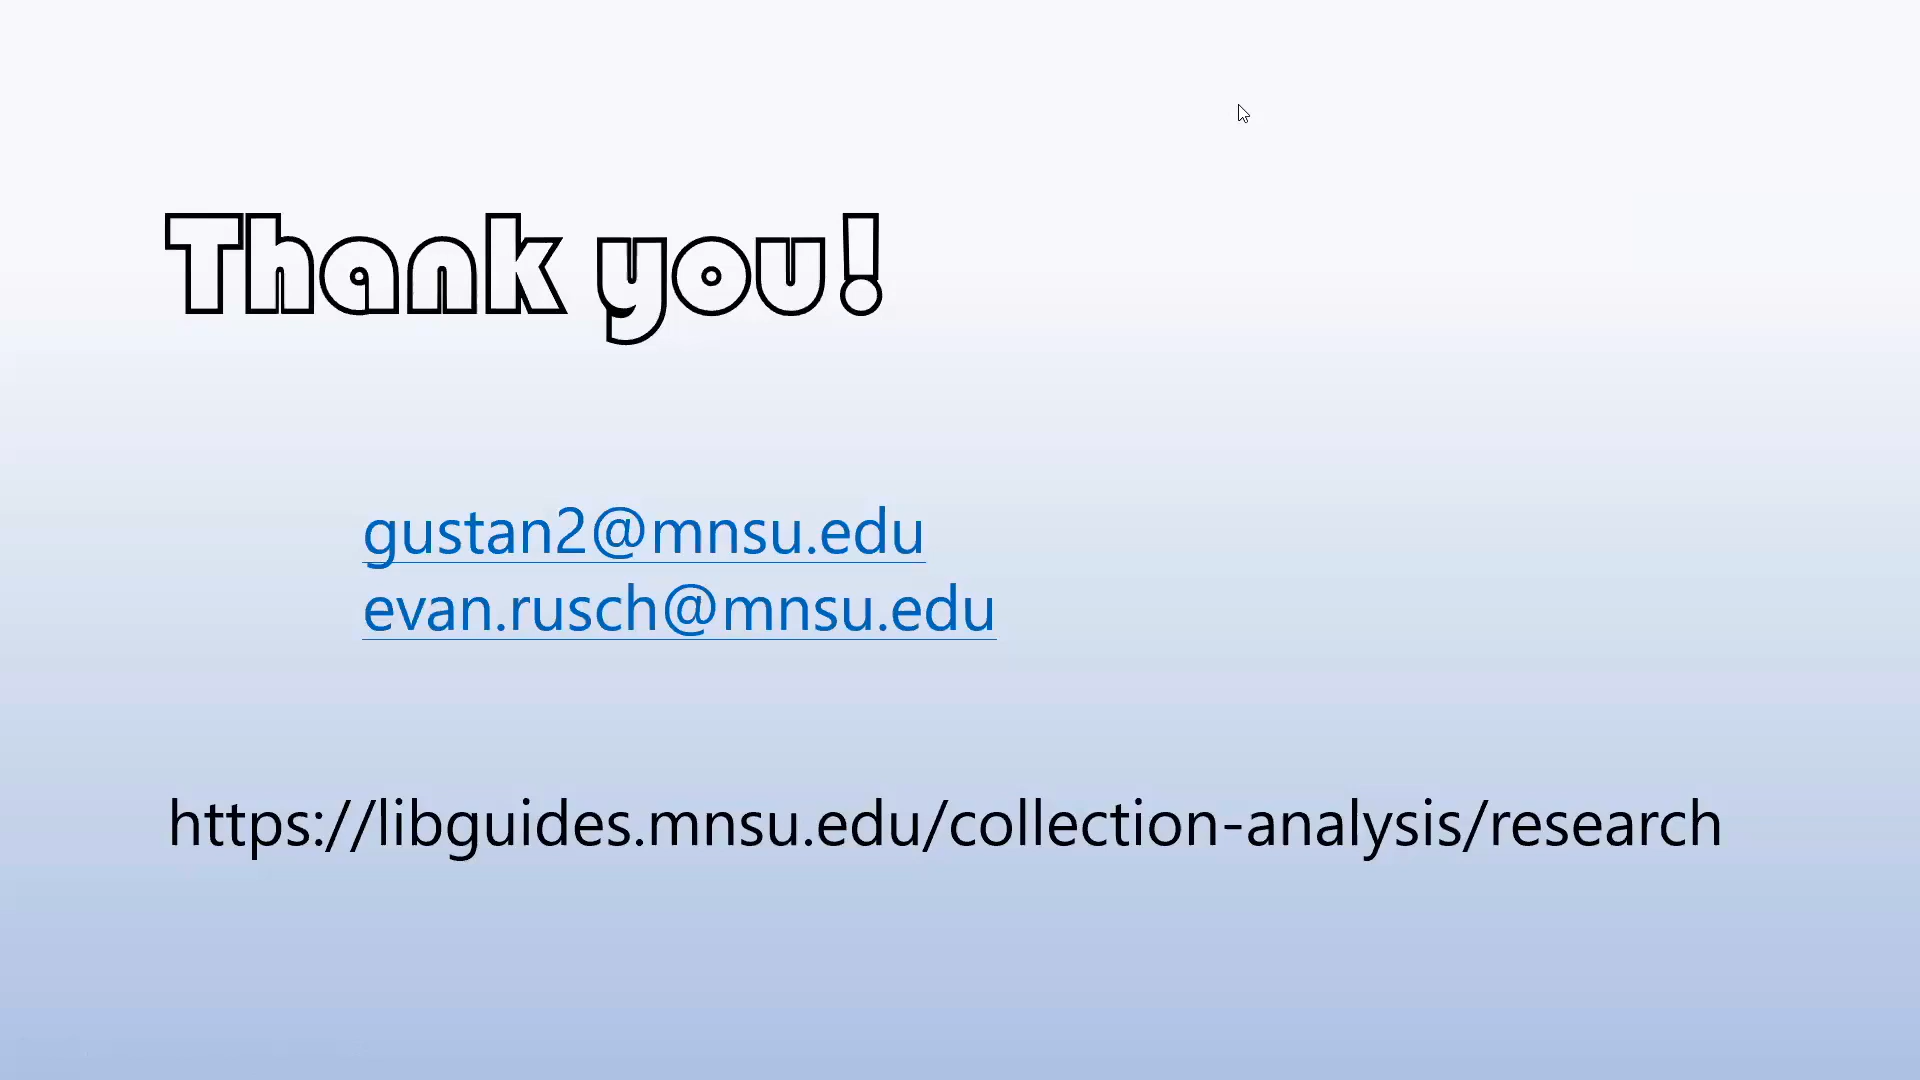 Thank you!
gustan2@mnsu.edu
evan.rusch@mnsu.edu
https://libguides.mnsu.edu/collection-analysis/research